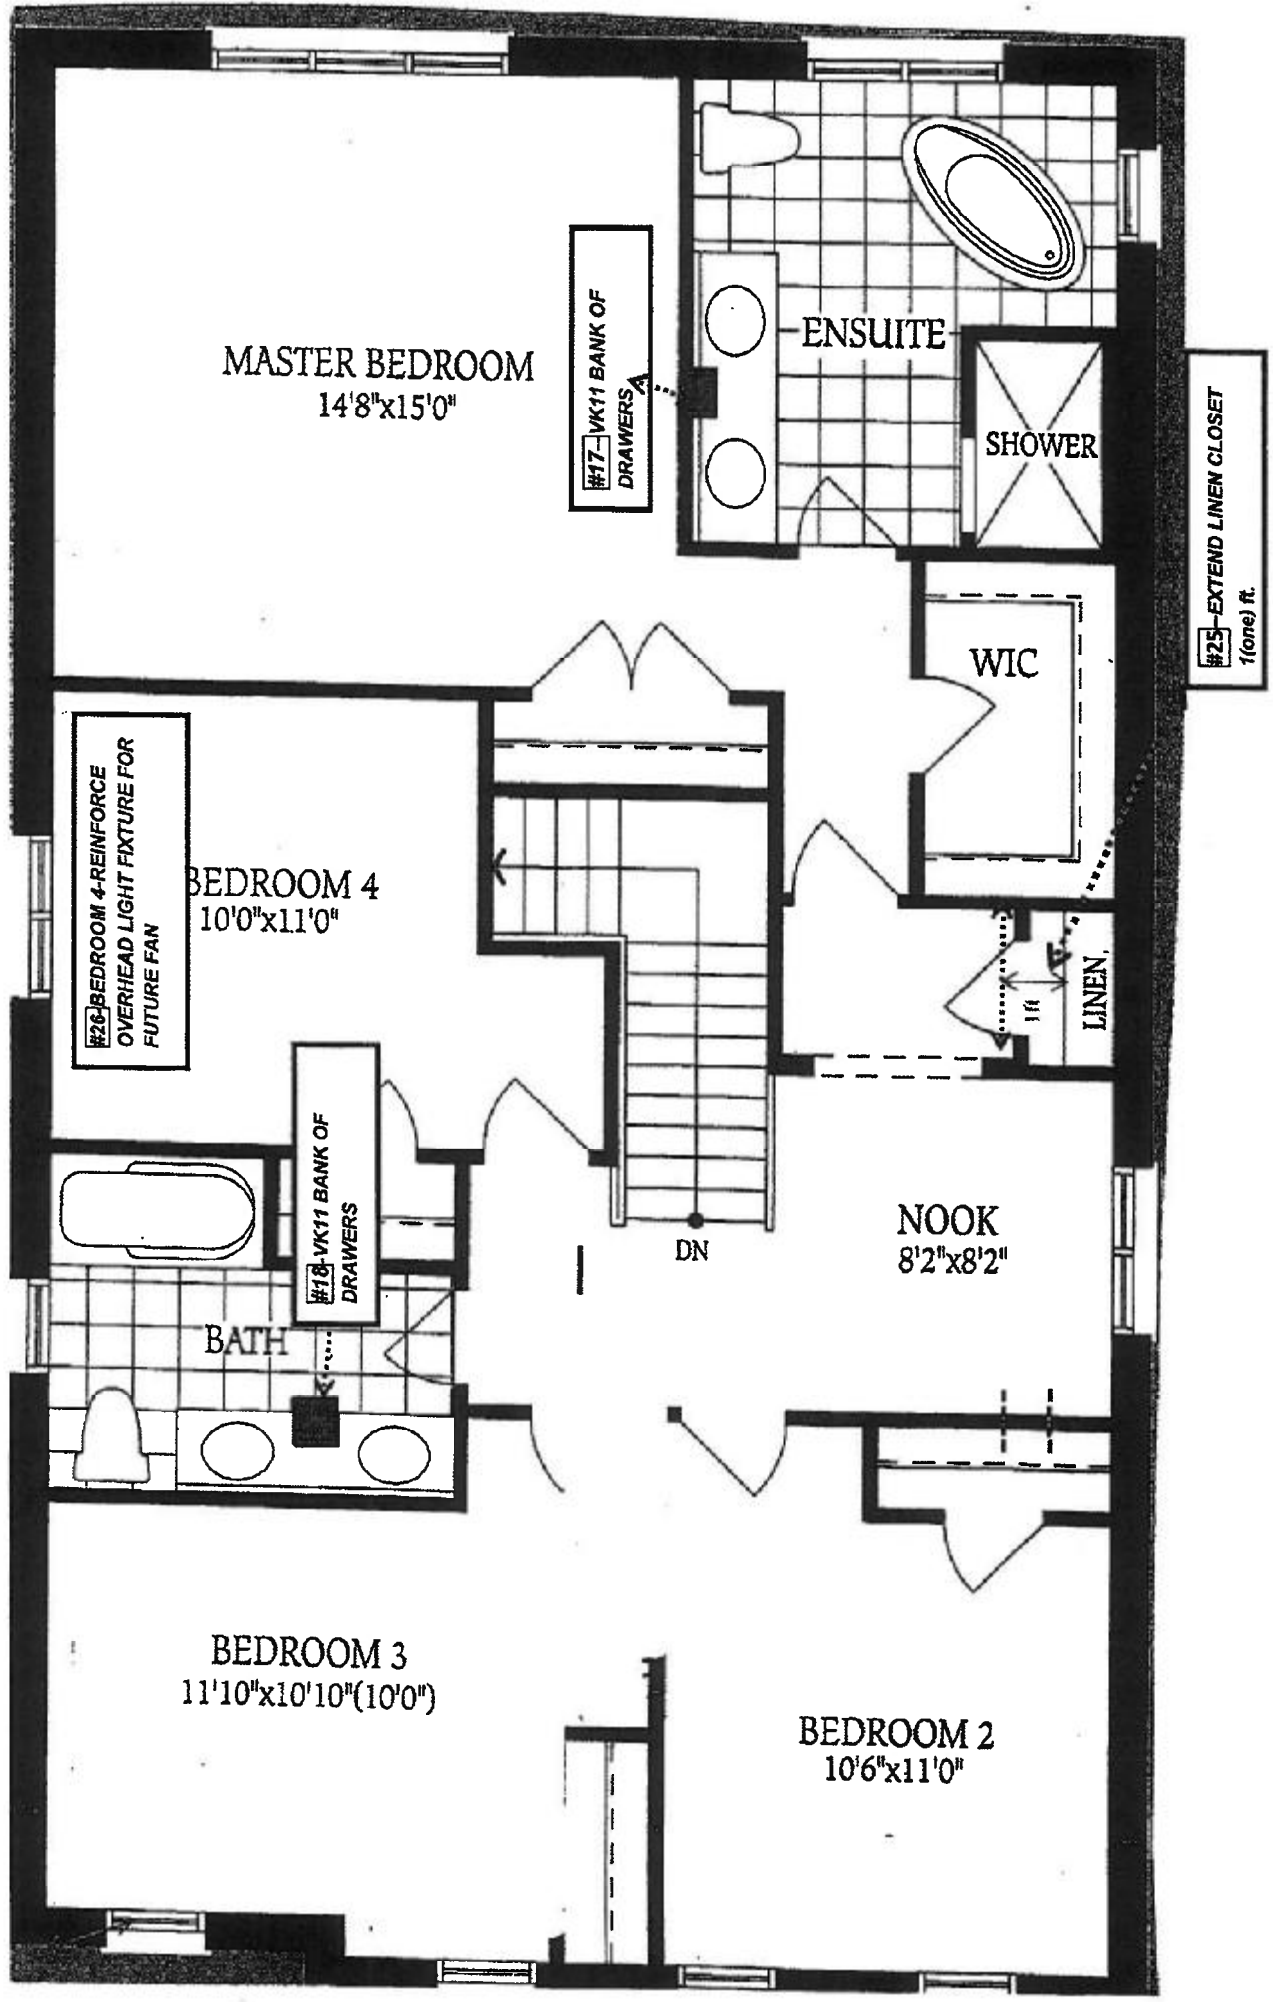 MASTER BEDROOM
14'8"x15'0"
#17-VK11 BANK OF
DRAWERS
ENSUITE
SHOWER
#25-EXTEND LINEN CLOSET
1(one) ft.
WIC
#26-BEDROOM 4-REINFORCE
OVERHEAD LIGHT FIXTURE FOR
FUTURE FAN
BEDROOM 4
10'0"x11'0"
1ft
LINEN
#18-VK11 BANK OF
DRAWERS
DN
NOOK
8'2"x8'2"
BATH
BEDROOM 3
11'10"x10'10"(10'0")
BEDROOM 2
10'6"x11'0"